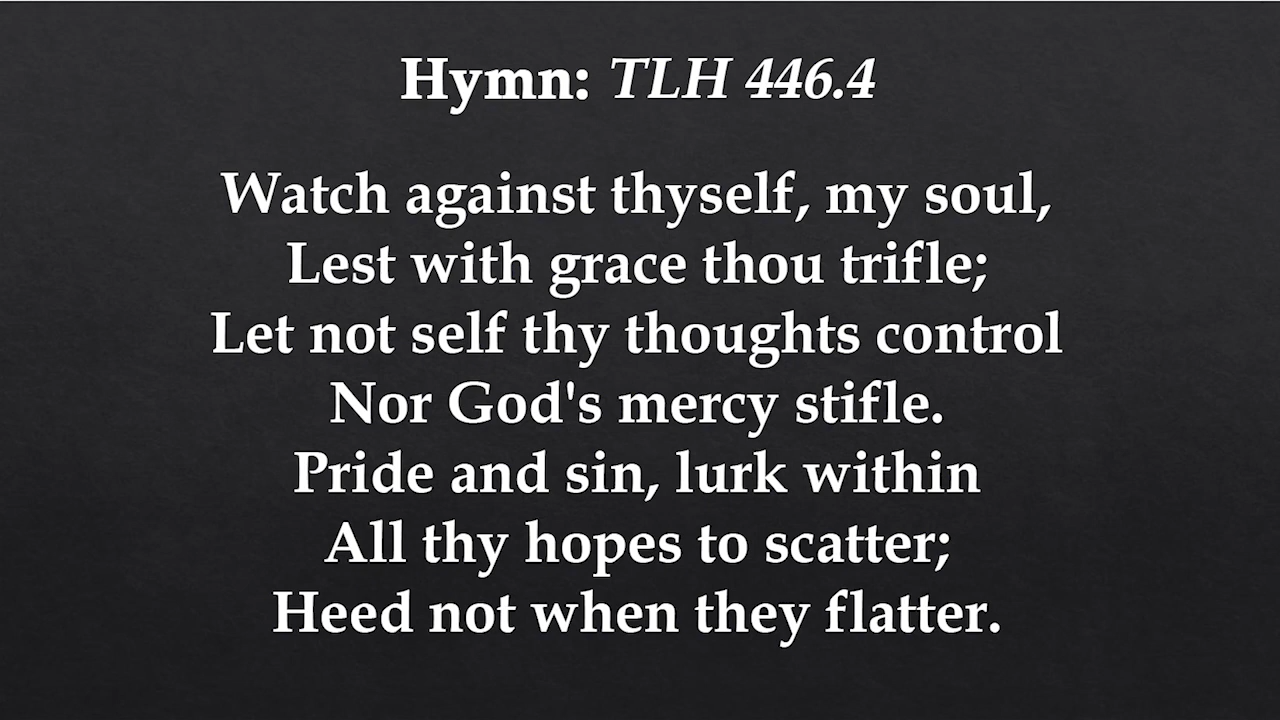 Hymn: TLH 446.4
Watch against thyself, my soul,
Lest with grace thou trifle;
Let not self thy thoughts control
Nor God's mercy stifle.
Pride and sin, lurk within
All thy hopes to scatter;
Heed not when they flatter.